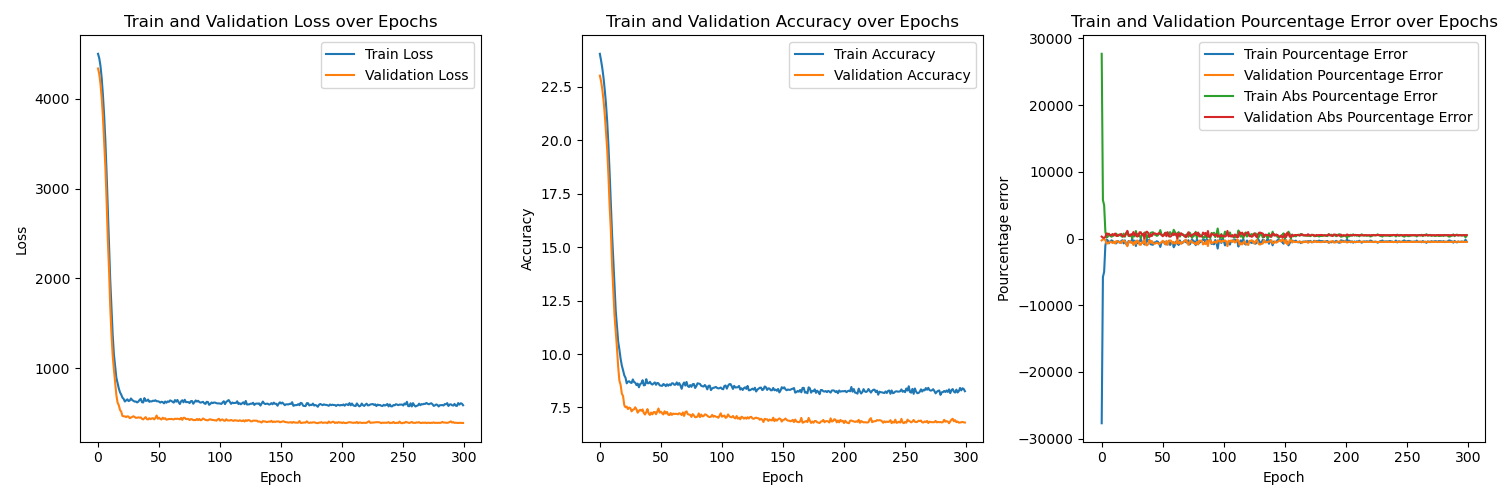 Train and Validation Loss over Epochs
Train Loss
Validation Loss
4000
3000
2000
1000
Loss
0
50
100
150
200
250
300
Epoch
Train and Validation Accuracy over Epochs
Train Accuracy
Validation Accuracy
22.5
20.0
17.5
15.0
12.5
10.0
7.5
Accuracy
0
50
100
150
200
250
300
Epoch
Train and Validation Pourcentage Error over Epochs
Train Pourcentage Error
Validation Pourcentage Error
Train Abs Pourcentage Error
Validation Abs Pourcentage Error
30000
20000
10000
0
−10000
−20000
−30000
Pourcentage error
0
50
100
150
200
250
300
Epoch